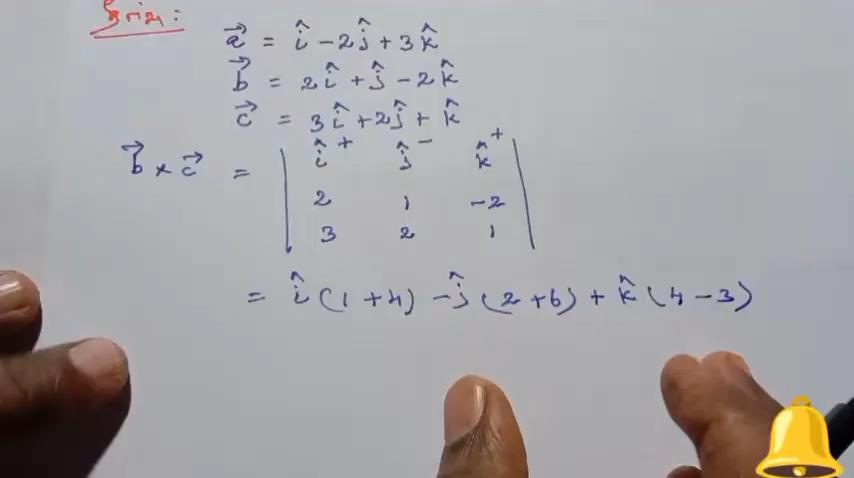 a⃗ = î - 2ĵ + 3k̂
b⃗ = 2î + ĵ - 2k̂
c⃗ = 3î + 2ĵ + k̂
b⃗ × c⃗ = | î⁺ ĵ⁻ k̂⁺ |
2 1 -2
3 2 1
= î (1 + 4) - ĵ (2 + 6) + k̂ (4 - 3)